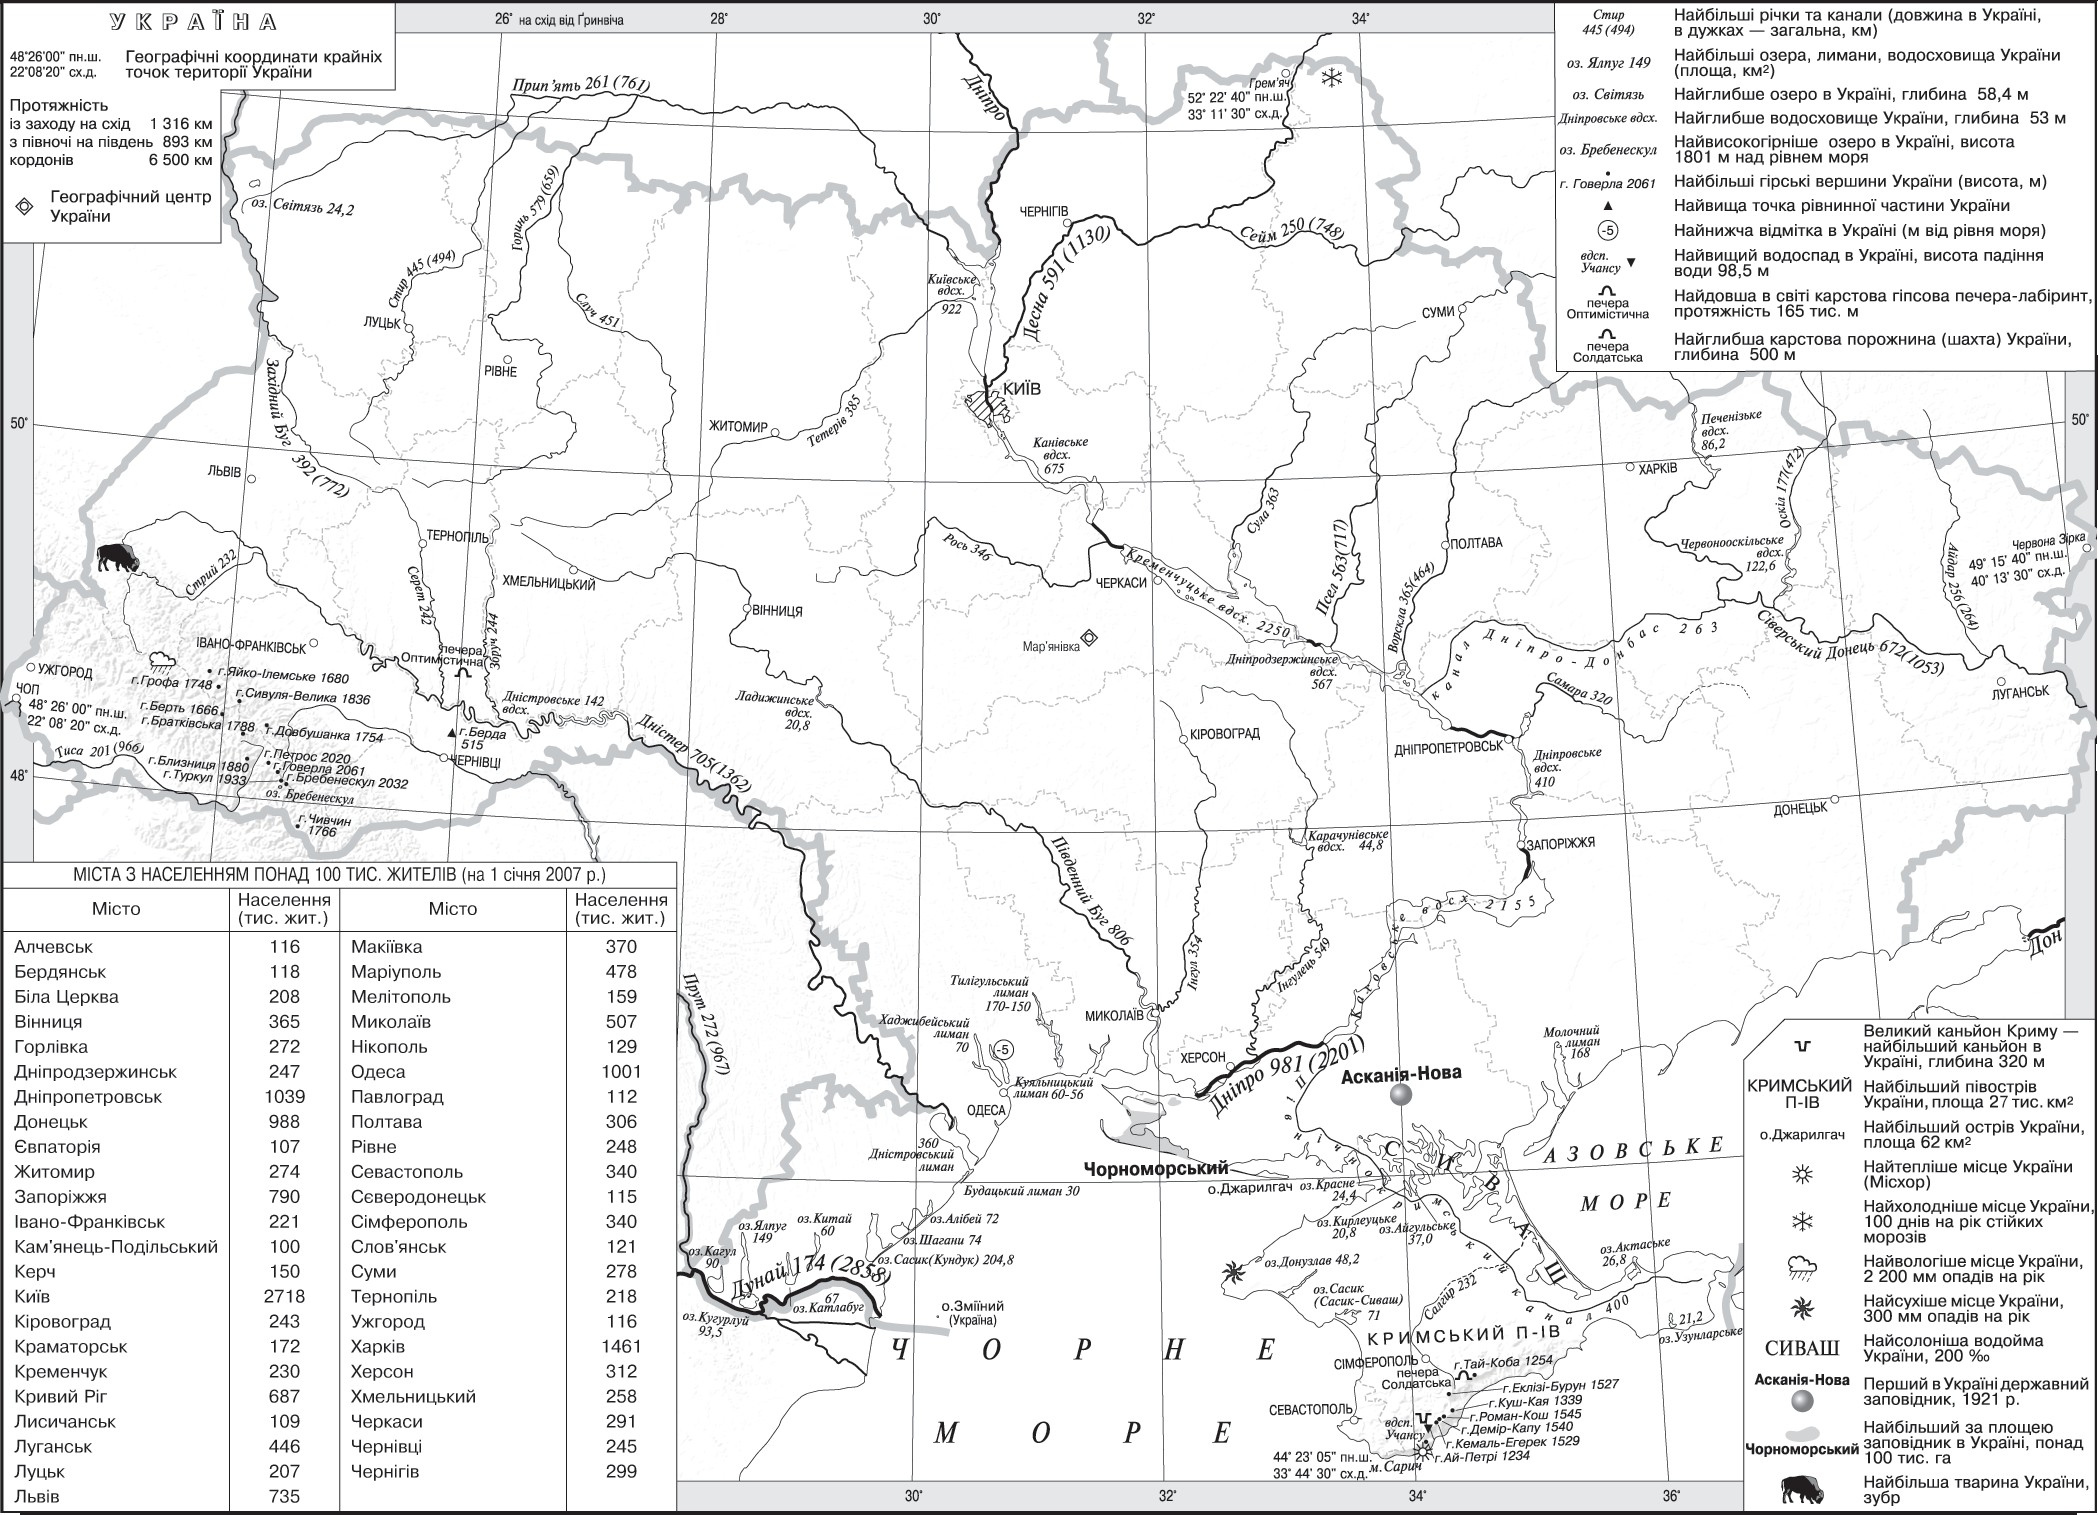 УКРАЇНА
48°26'00" пн.ш.
22°08'20" сх.д.
Географічні координати крайніх
точок території України
Протяжність
із заходу на схід 1 316 км
з півночі на південь 893 км
кордонів 6 500 км
Географічний центр
України
26° на схід від Ґринвіча
28°
30°
32°
34°
Стир
445 (494)
Найбільші річки та канали (довжина в Україні,
в дужках — загальна, км)
оз. Ялпуг 149
Найбільші озера, лимани, водосховища України
(площа, км²)
оз. Світязь
Найглибше озеро в Україні, глибина 58,4 м
Дніпровське вдсх.
Найглибше водосховище України, глибина 53 м
оз. Бребенескул
Найвисокогірніше озеро в Україні, висота
1801 м над рівнем моря
г. Говерла 2061
Найбільші гірські вершини України (висота, м)
Найвища точка рівнинної частини України
-5
Найнижча відмітка в Україні (м від рівня моря)
вдсп.
Учансу
Найвищий водоспад в Україні, висота падіння
води 98,5 м
печера
Оптимістична
Найдовша в світі карстова гіпсова печера-лабіринт,
протяжність 165 тис. м
печера
Солдатська
Найглибша карстова порожнина (шахта) України,
глибина 500 м
Прип'ять 261 (761)
Дніпро
Грем'яч
52° 22' 40" пн.ш.
33° 11' 30" сх.д.
оз. Світязь 24,2
Горинь 579 (659)
Стир 445 (494)
Случ 451
ЛУЦЬК
РІВНЕ
ЧЕРНІГІВ
Десна 591 (1130)
Сейм 250 (748)
СУМИ
Київське
вдсх.
922
КИЇВ
ЖИТОМИР
Тетерів 385
Канівське
вдсх.
675
50°
50°
Західний Буг
392 (772)
ЛЬВІВ
Печенізьке
вдсх.
86,2
ХАРКІВ
Оскіл 177 (472)
Сула 363
Псел 563(717)
Ворскла 365(464)
ПОЛТАВА
Червонооскільське
вдсх.
122,6
Айдар 256 (264)
Червона Зірка
49° 15' 40" пн.ш.
40° 13' 30" сх.д.
Стрий 232
ТЕРНОПІЛЬ
Серет 242
Збруч 244
ХМЕЛЬНИЦЬКИЙ
ВІННИЦЯ
Рось 346
ЧЕРКАСИ
Кременчуцьке вдсх. 2250
Мар'янівка
Дніпродзержинське
вдсх.
567
канал Дніпро-Донбас 263
Сіверський Донець 672(1053)
ЛУГАНСЬК
Самара 320
ІВАНО-ФРАНКІВСЬК
печера
Оптимістична
УЖГОРОД
ЧОП
48° 26' 00" пн.ш.
22° 08' 20" сх.д.
г.Яйко-Ілемське 1680
г.Грофа 1748
г.Сивуля-Велика 1836
г.Берть 1666
г.Братківська 1788
г.Довбушанка 1754
г.Петрос 2020
г.Близниця 1880
г.Говерла 2061
г.Туркул 1933
г.Бребенескул 2032
оз. Бребенескул
г.Чивчин
1766
Тиса 201 (966)
48°
Дністровське 142
вдсх.
г.Берда
515
ЧЕРНІВЦІ
Дністер 705(1362)
Ладижинське
вдсх.
20,8
КІРОВОГРАД
ДНІПРОПЕТРОВСЬК
Дніпровське
вдсх.
410
ДОНЕЦЬК
ЗАПОРІЖЖЯ
Карачунівське
вдсх. 44,8
Південний Буг 806
Інгул 354
Інгулець 549
Каховське вдсх. 2155
Дон
МІСТА З НАСЕЛЕННЯМ ПОНАД 100 ТИС. ЖИТЕЛІВ (на 1 січня 2007 р.)
Місто Населення (тис. жит.) Місто Населення (тис. жит.)
Алчевськ 116 Макіївка 370
Бердянськ 118 Маріуполь 478
Біла Церква 208 Мелітополь 159
Вінниця 365 Миколаїв 507
Горлівка 272 Нікополь 129
Дніпродзержинськ 247 Одеса 1001
Дніпропетровськ 1039 Павлоград 112
Донецьк 988 Полтава 306
Євпаторія 107 Рівне 248
Житомир 274 Севастополь 340
Запоріжжя 790 Сєверодонецьк 115
Івано-Франківськ 221 Сімферополь 340
Кам'янець-Подільський 100 Слов'янськ 121
Керч 150 Суми 278
Київ 2718 Тернопіль 218
Кіровоград 243 Ужгород 116
Краматорськ 172 Харків 1461
Кременчук 230 Херсон 312
Кривий Ріг 687 Хмельницький 258
Лисичанськ 109 Черкаси 291
Луганськ 446 Чернівці 245
Луцьк 207 Чернігів 299
Львів 735
Прут 272 (967)
Тилігульський
лиман
170-150
Хаджибейський
лиман
70
-5
Куяльницький
лиман 60-56
ОДЕСА
МИКОЛАЇВ
ХЕРСОН
Дніпро 981 (2201)
Асканія-Нова
Молочний
лиман
168
360
Дністровський
лиман
Будацький лиман 30
Чорноморський
о.Джарилгач
оз.Красне
24,4
СИВАШ
АЗОВСЬКЕ
МОРЕ
Північнокримський канал 400
оз.Кирлеуцьке
20,8
оз.Айгульське
37,0
оз.Актаське
26,8
оз.Ялпуг
149
оз.Китай
60
оз.Алібей 72
оз.Шагани 74
оз.Сасик(Кундук) 204,8
оз.Кагул
90
Дунай 174 (2858)
67
оз.Катлабуг
оз.Кугурлуй
93,5
о.Зміїний
(Україна)
оз.Донузлав 48,2
оз.Сасик
(Сасик-Сиваш)
71
Салгир 232
21,2
оз.Узунларське
КРИМСЬКИЙ П-ІВ
ЧОРНЕ
МОРЕ
СІМФЕРОПОЛЬ
печера
Солдатська
г.Тай-Коба 1254
г.Еклізі-Бурун 1527
г.Куш-Кая 1339
г.Роман-Кош 1545
г.Демір-Капу 1540
г.Кемаль-Егерек 1529
г.Ай-Петрі 1234
СЕВАСТОПОЛЬ
вдсп.
Учансу
44° 23' 05" пн.ш.
33° 44' 30" сх.д.
м.Сарич
30°
32°
34°
36°
Великий каньйон Криму —
найбільший каньйон в
Україні, глибина 320 м
КРИМСЬКИЙ
П-ІВ
Найбільший півострів
України, площа 27 тис. км²
о.Джарилгач
Найбільший острів України,
площа 62 км²
Найтепліше місце України
(Місхор)
Найхолодніше місце України,
100 днів на рік стійких
морозів
Найвологіше місце України,
2 200 мм опадів на рік
Найсухіше місце України,
300 мм опадів на рік
СИВАШ
Найсолоніша водойма
України, 200 ‰
Асканія-Нова
Перший в Україні державний
заповідник, 1921 р.
Чорноморський
Найбільший за площею
заповідник в Україні, понад
100 тис. га
Найбільша тварина України,
зубр